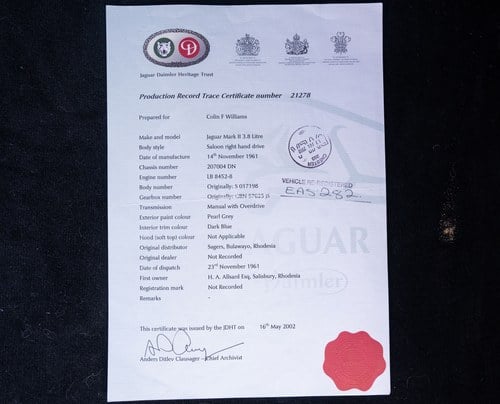 Jaguar Daimler Heritage Trust
Production Record Trace Certificate number 21278
Prepared for Colin F Williams
Make and model Jaguar Mark II 3.8 Litre
Body style Saloon right hand drive
Date of manufacture 14th November 1961
Chassis number 207004 DN
Engine number LB 8452-8
Body number Originally: S 017198
Gearbox number Originally:
Transmission Manual with Overdrive
Exterior paint colour Pearl Grey
Interior trim colour Dark Blue
Hood (soft top) colour Not Applicable
Original distributor Sagers, Bulawayo, Rhodesia
Original dealer Not Recorded
Date of dispatch 23rd November 1961
First owner H. A. Allsard Esq, Salisbury, Rhodesia
Registration mark Not Recorded
Remarks -
VEHICLE RE-REGISTERED
EAS 282
JAGUAR
Daimler
This certificate was issued by the JDHT on 16th May 2002
Anders Ditlev Clausager - Chief Archivist